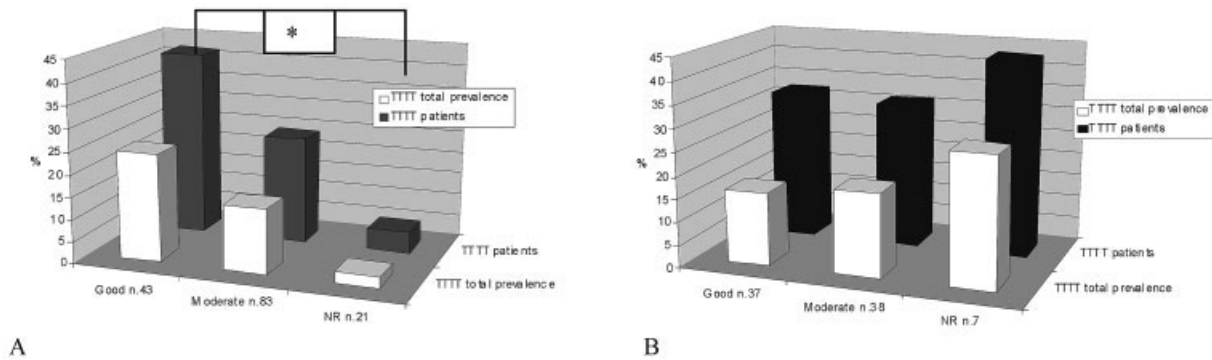 *
45
40
35
30
25
20
15
10
5
0
%
TTTT total prevalence
TTTT patients
TTTT patients
TTTT total prevalence
Good n.43
Moderate n.83
NR n.21
A
45
40
35
30
25
20
15
10
5
0
%
TTTT total prevalence
TTTT patients
TTTT patients
TTTT total prevalence
Good n.37
Moderate n.38
NR n.7
B